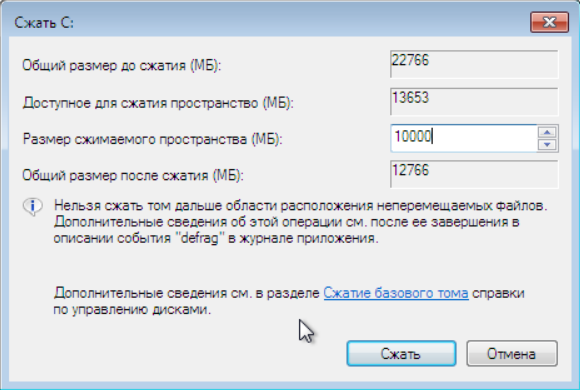 Сжать C:
Общий размер до сжатия (МБ): 22766
Доступное для сжатия пространство (МБ): 13653
Размер сжимаемого пространства (МБ): 10000
Общий размер после сжатия (МБ): 12766
Нельзя сжать том дальше области расположения неперемещаемых файлов.
Дополнительные сведения об этой операции см. после ее завершения в
описании события "defrag" в журнале приложения.
Дополнительные сведения см. в разделе Сжатие базового тома справки
по управлению дисками.
Сжать Отмена